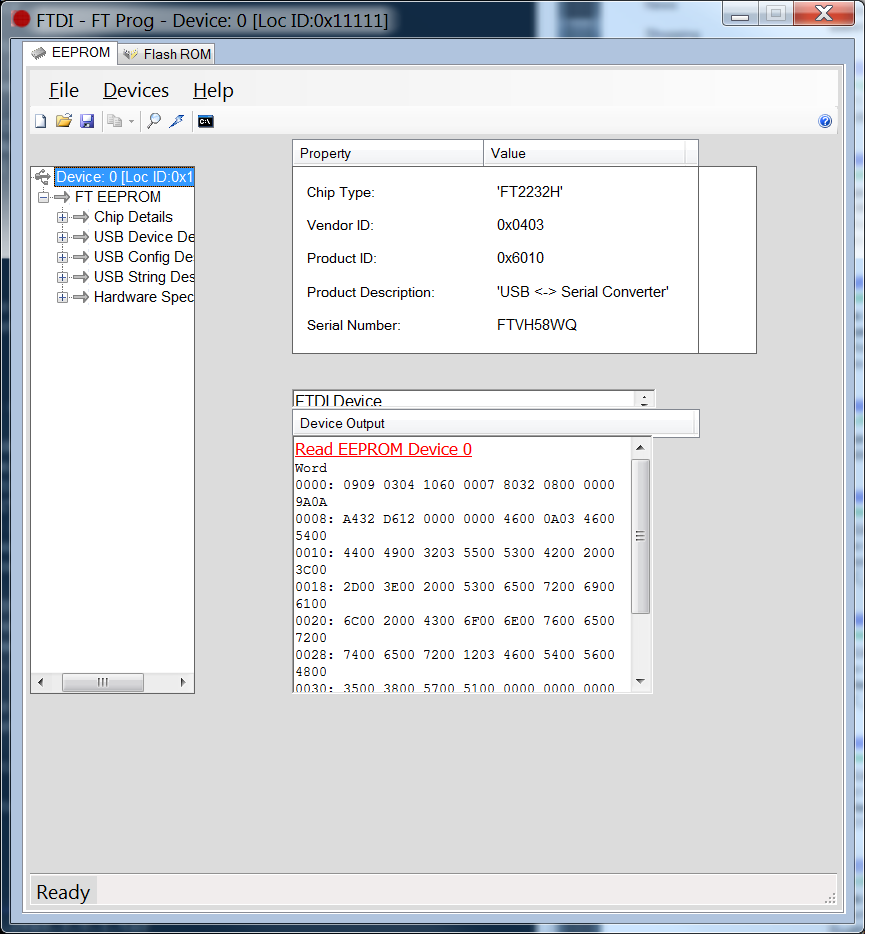 FTDI - FT Prog - Device: 0 [Loc ID:0x11111]
EEPROM
Flash ROM
File Devices Help
C:\
Property Value
Device: 0 [Loc ID:0x1
FT EEPROM
Chip Details
USB Device De
USB Config De
USB String Des
Hardware Spec
Chip Type: 'FT2232H'
Vendor ID: 0x0403
Product ID: 0x6010
Product Description: 'USB <-> Serial Converter'
Serial Number: FTVH58WQ
FTDI Device
Device Output
Read EEPROM Device 0
Word
0000: 0909 0304 1060 0007 8032 0800 0000
9A0A
0008: A432 D612 0000 0000 4600 0A03 4600
5400
0010: 4400 4900 3203 5500 5300 4200 2000
3C00
0018: 2D00 3E00 2000 5300 6500 7200 6900
6100
0020: 6C00 2000 4300 6F00 6E00 7600 6500
7200
0028: 7400 6500 7200 1203 4600 5400 5600
4800
0030: 3500 3800 5700 5100 0000 0000 0000
Ready